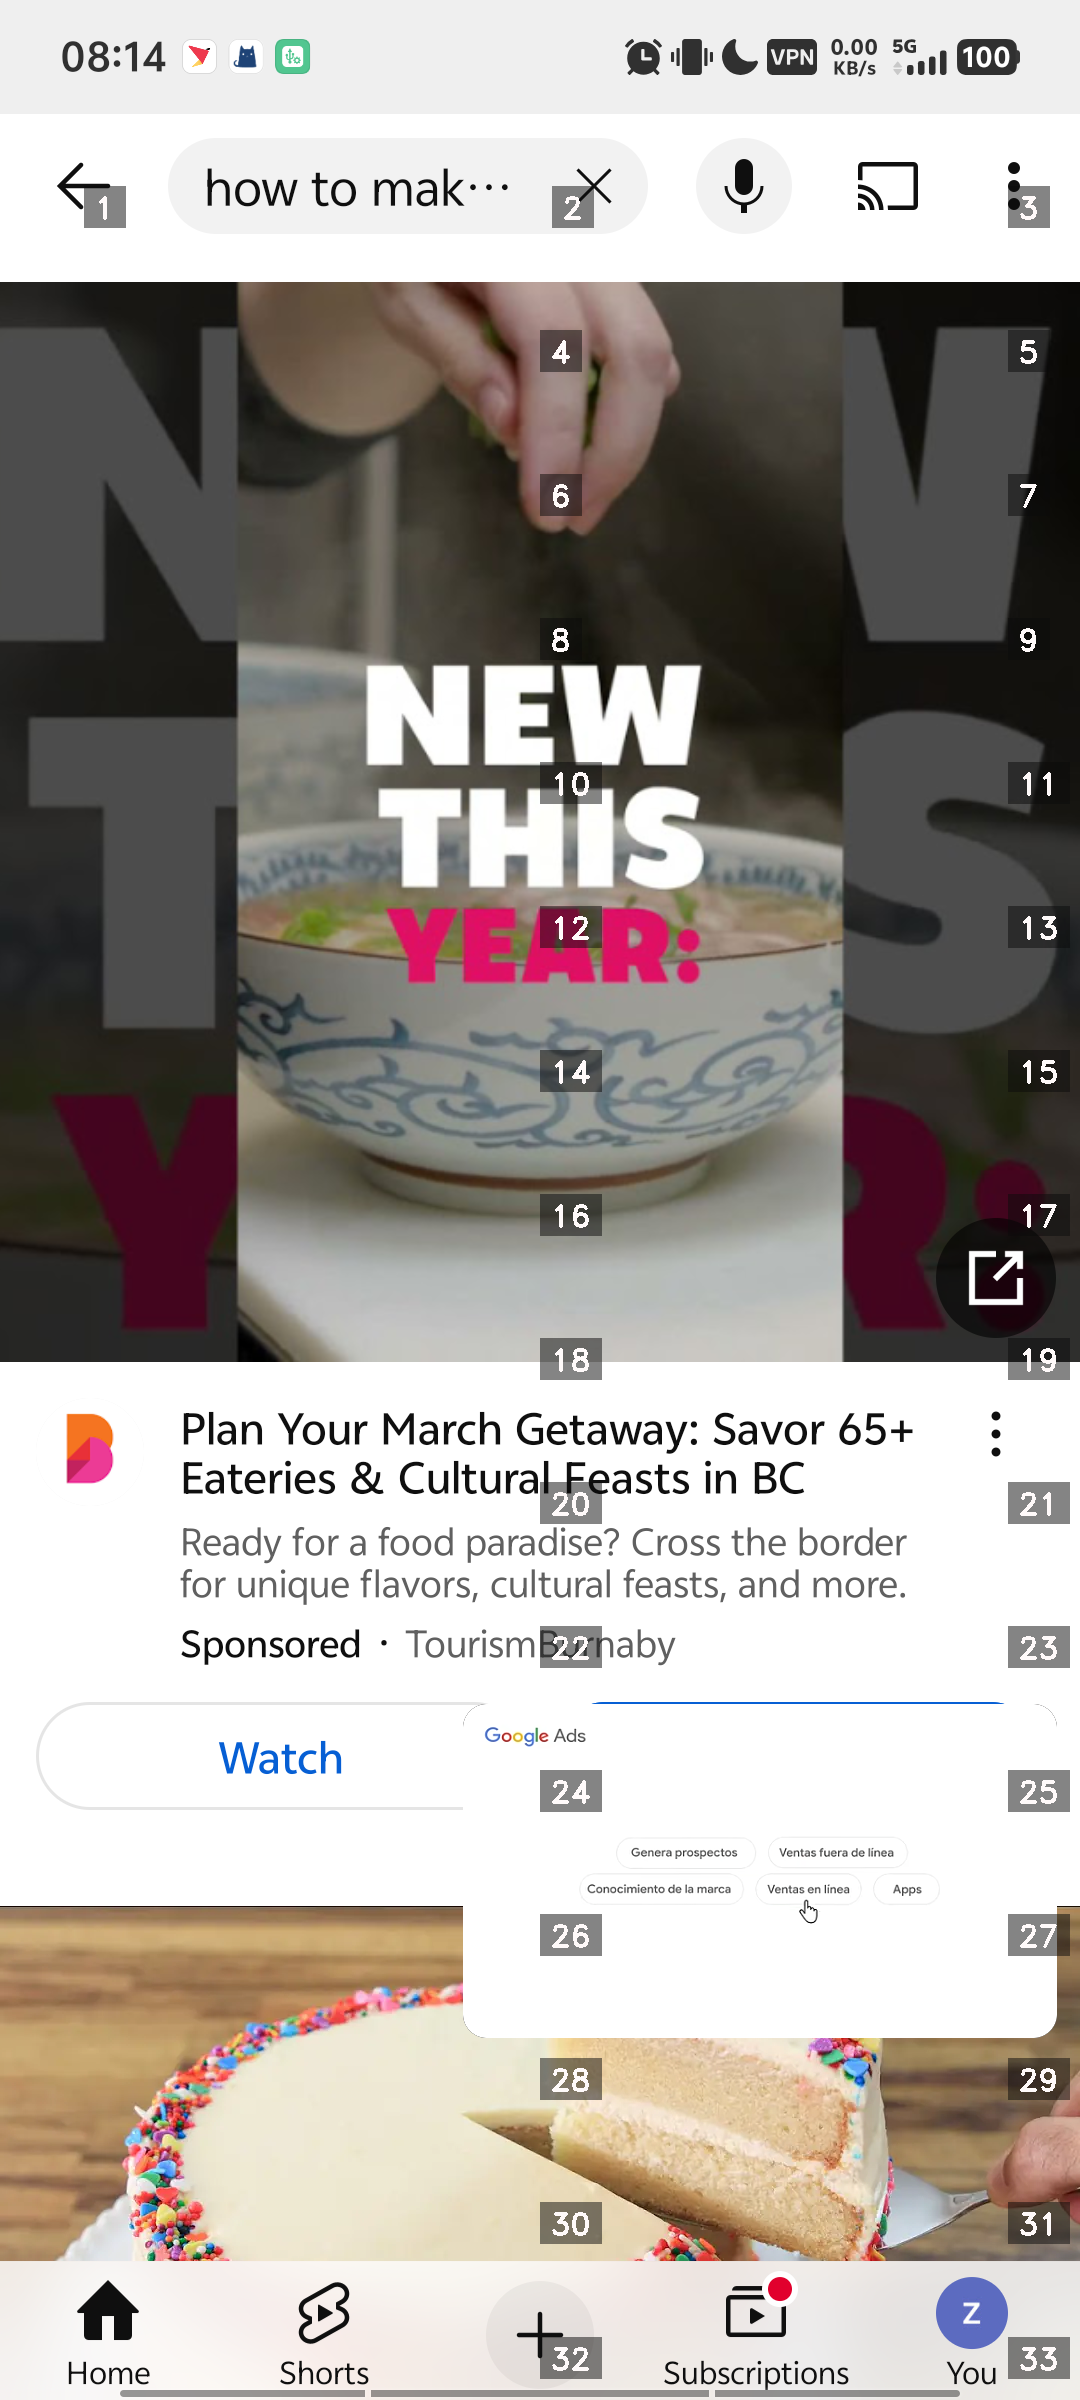 08:14
VPN
0.00
KB/s
5G
100
how to mak···
1
2
3
4
5
6
7
8
9
NEW
10
11
THIS
YEAR:
12
13
14
15
16
17
18
19
Plan Your March Getaway: Savor 65+
Eateries & Cultural Feasts in BC
20
21
Ready for a food paradise? Cross the border
for unique flavors, cultural feasts, and more.
Sponsored · TourismBurnaby
22
23
Watch
Google Ads
24
25
Genera prospectos
Ventas fuera de línea
Conocimiento de la marca
Ventas en línea
Apps
26
27
28
29
30
31
Z
32
33
Home
Shorts
Subscriptions
You